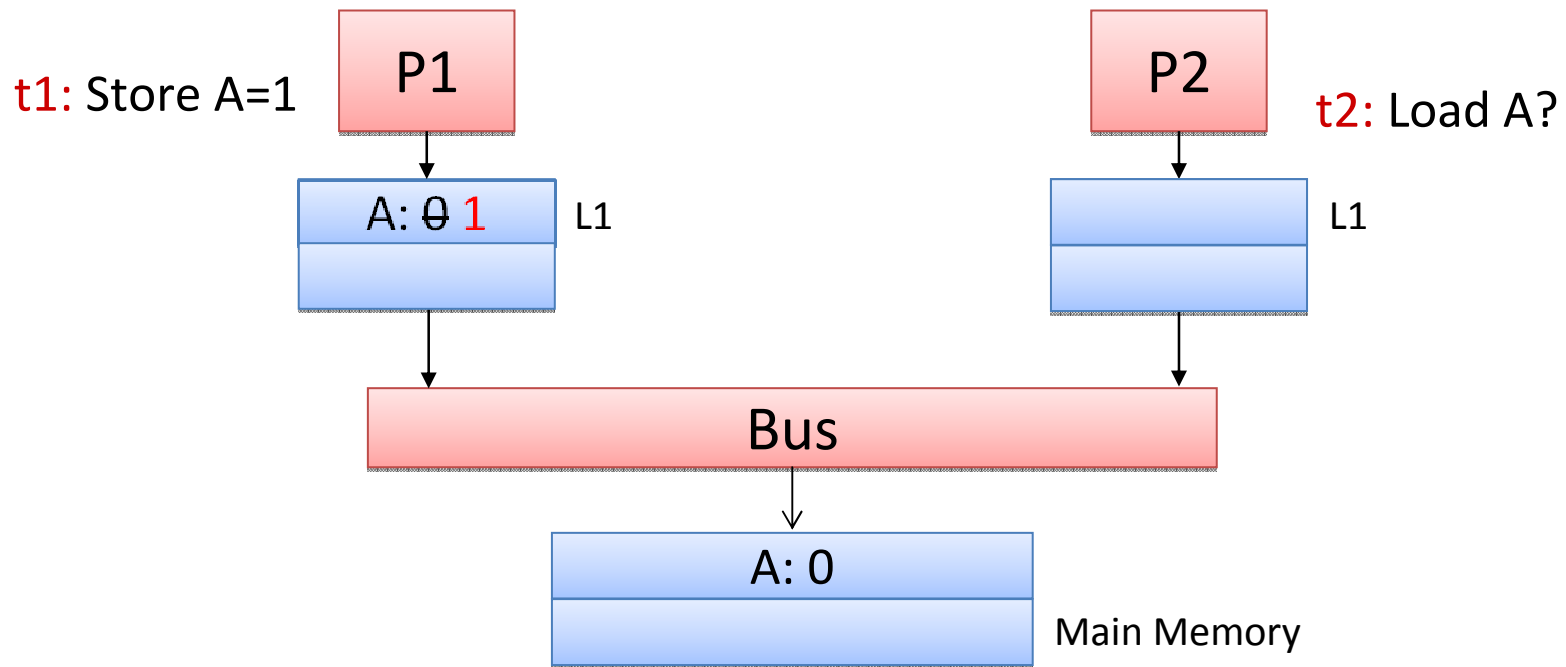 P1
P2
t1: Store A=1
t2: Load A?
A: 0 1
L1
L1
Bus
A: 0
Main Memory